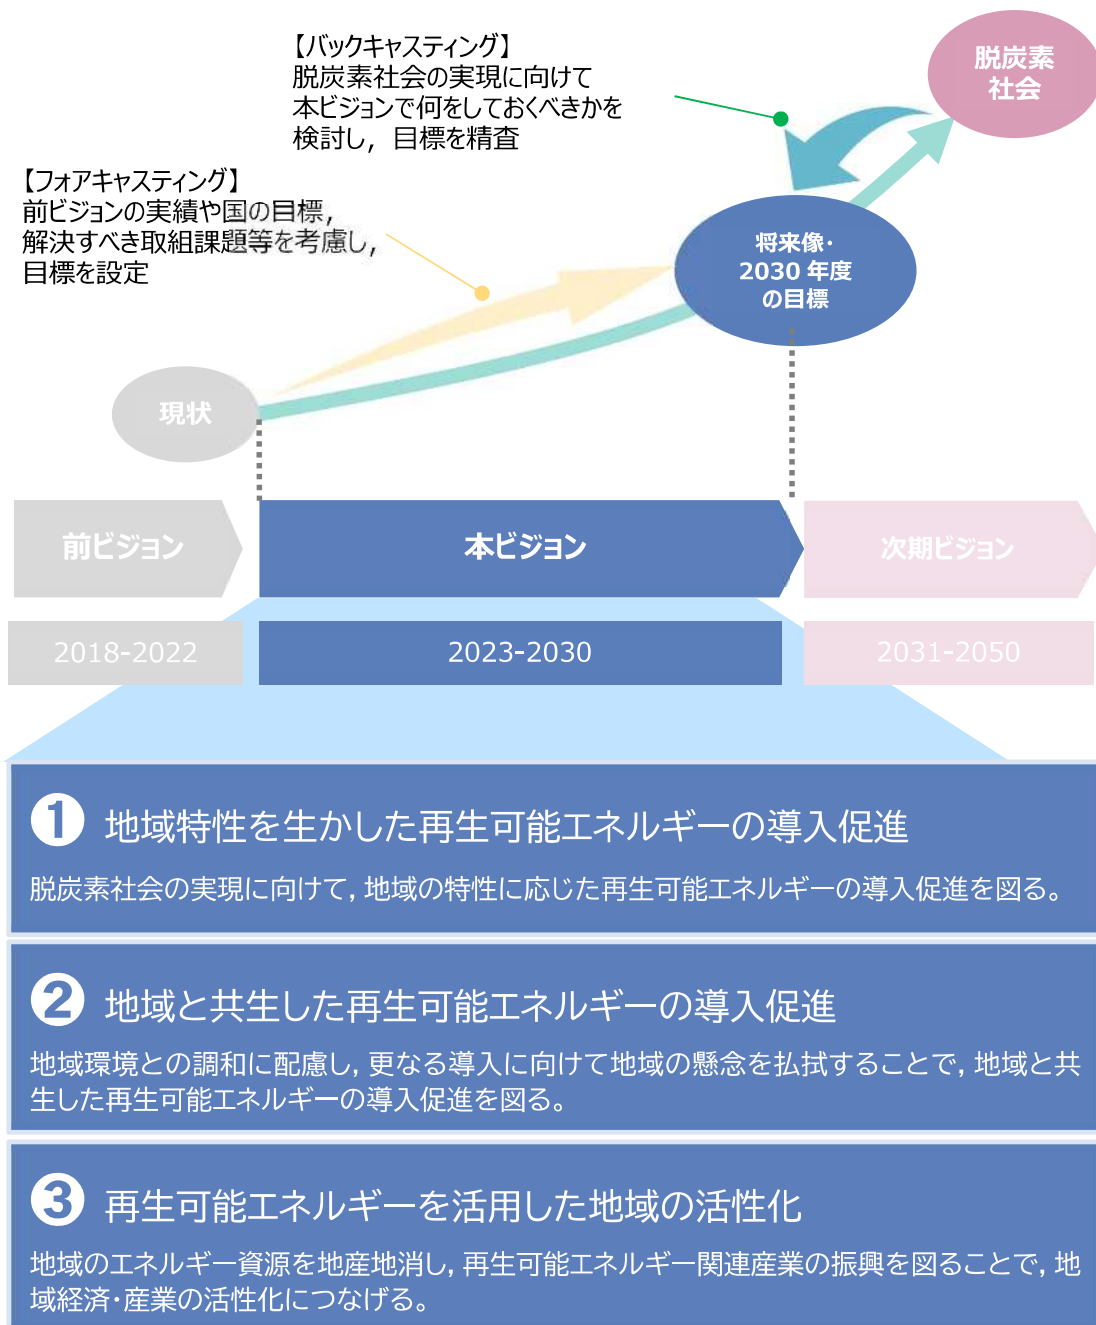 【バックキャスティング】
脱炭素社会の実現に向けて
本ビジョンで何をしておくべきかを
検討し，目標を精査
脱炭素
社会
【フォアキャスティング】
前ビジョンの実績や国の目標，
解決すべき取組課題等を考慮し，
目標を設定
将来像・
2030 年度
の目標
現状
前ビジョン
本ビジョン
次期ビジョン
2018-2022
2023-2030
2031-2050
❶ 地域特性を生かした再生可能エネルギーの導入促進
脱炭素社会の実現に向けて，地域の特性に応じた再生可能エネルギーの導入促進を図る。
❷ 地域と共生した再生可能エネルギーの導入促進
地域環境との調和に配慮し，更なる導入に向けて地域の懸念を払拭することで，地域と共
生した再生可能エネルギーの導入促進を図る。
❸ 再生可能エネルギーを活用した地域の活性化
地域のエネルギー資源を地産地消し，再生可能エネルギー関連産業の振興を図ることで，地
域経済・産業の活性化につなげる。